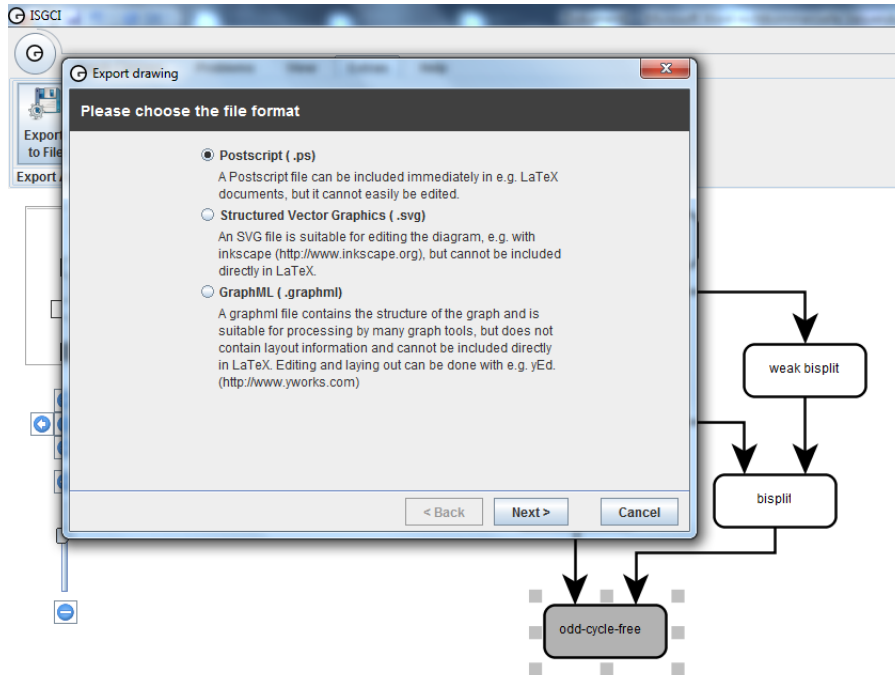 ISGCI
Export drawing
Please choose the file format
Export
to File
Export
Postscript ( .ps)
A Postscript file can be included immediately in e.g. LaTeX
documents, but it cannot easily be edited.
Structured Vector Graphics ( .svg)
An SVG file is suitable for editing the diagram, e.g. with
inkscape (http://www.inkscape.org), but cannot be included
directly in LaTeX.
GraphML ( .graphml)
A graphml file contains the structure of the graph and is
suitable for processing by many graph tools, but does not
contain layout information and cannot be included directly
in LaTeX. Editing and laying out can be done with e.g. yEd.
(http://www.yworks.com)
< Back
Next >
Cancel
weak bisplit
bisplit
odd-cycle-free